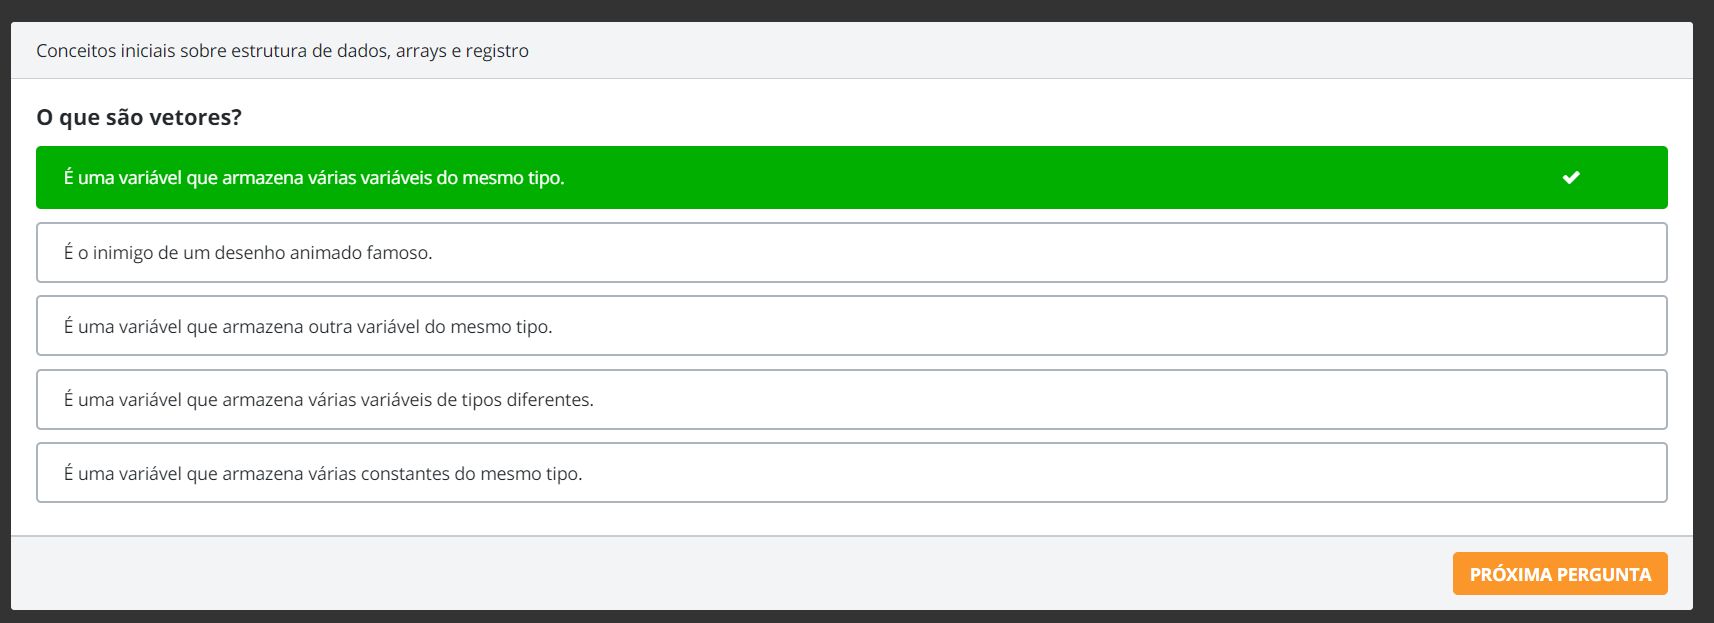 Conceitos iniciais sobre estrutura de dados, arrays e registro
O que são vetores?
É uma variável que armazena várias variáveis do mesmo tipo.
É o inimigo de um desenho animado famoso.
É uma variável que armazena outra variável do mesmo tipo.
É uma variável que armazena várias variáveis de tipos diferentes.
É uma variável que armazena várias constantes do mesmo tipo.
PRÓXIMA PERGUNTA